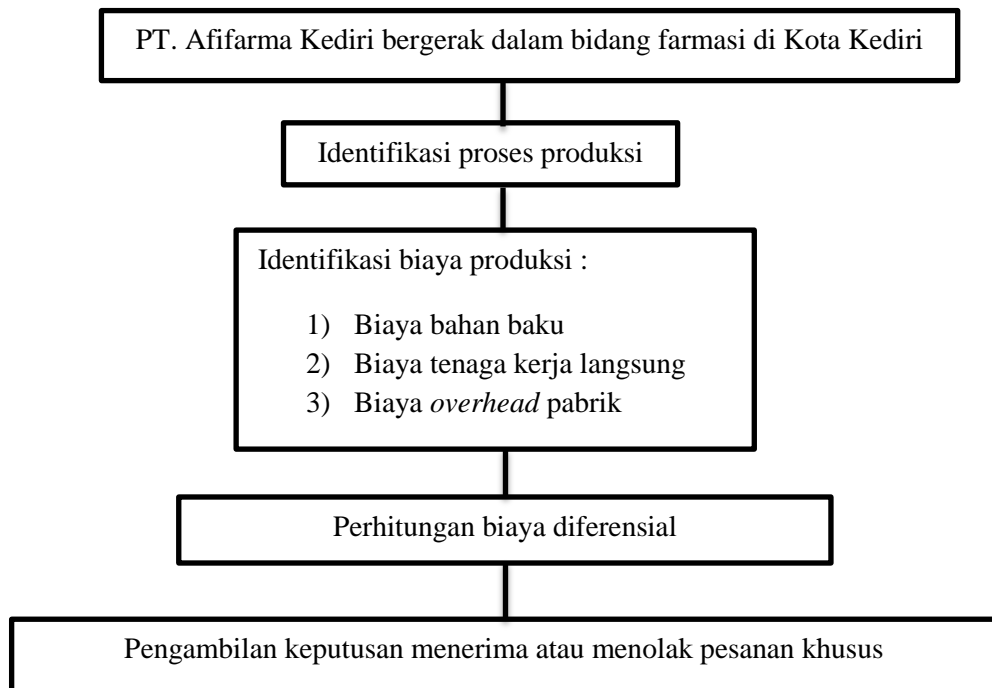 PT. Afifarma Kediri bergerak dalam bidang farmasi di Kota Kediri
Identifikasi proses produksi
Identifikasi biaya produksi :
1) Biaya bahan baku
2) Biaya tenaga kerja langsung
3) Biaya overhead pabrik
Perhitungan biaya diferensial
Pengambilan keputusan menerima atau menolak pesanan khusus